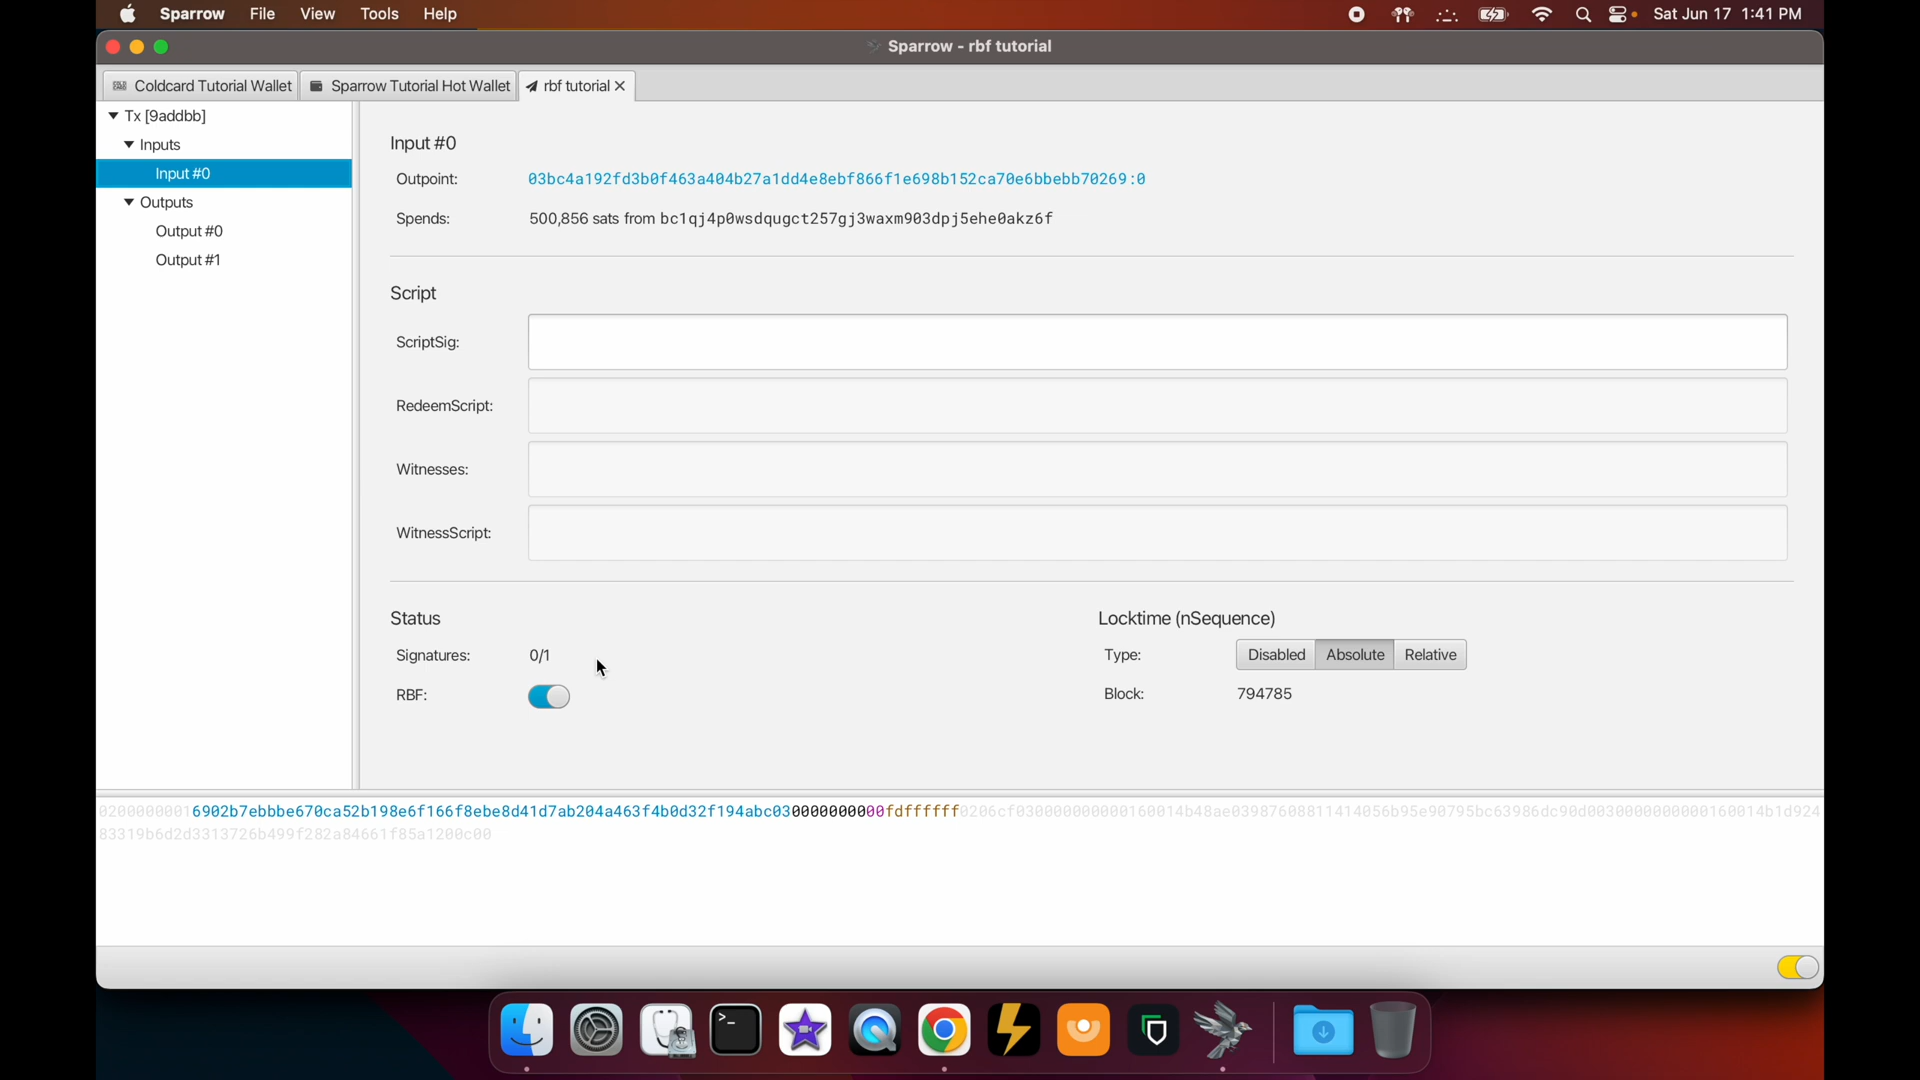 Sparrow File View Tools Help Sat Jun 17 1:41 PM
Sparrow - rbf tutorial
Coldcard Tutorial Wallet Sparrow Tutorial Hot Wallet rbf tutorial
Tx [9addbb]
Inputs
Input #0
Outputs
Output #0
Output #1
Input #0
Outpoint: 03bc4a192fd3b0f463a404b27a1dd4e8ebf866f1e698b152ca70e6bbebb70269:0
Spends: 500,856 sats from bc1qj4p0wsdqugct257gj3waxm903dpj5ehe0akz6f
Script
ScriptSig:
RedeemScript:
Witnesses:
WitnessScript:
Status
Signatures: 0/1
RBF:
Locktime (nSequence)
Type: Disabled Absolute Relative
Block: 794785
02000000016902b7ebbbe670ca52b198e6f166f8ebe8d41d7ab204a463f4b0d32f194abc030000000000fdffffff0206cf030000000000160014b48ae03987608811414056b95e90795bc63986dc90d0030000000000160014b1d924
83319b6d2d3313726b499f282a84661f85a1200c00